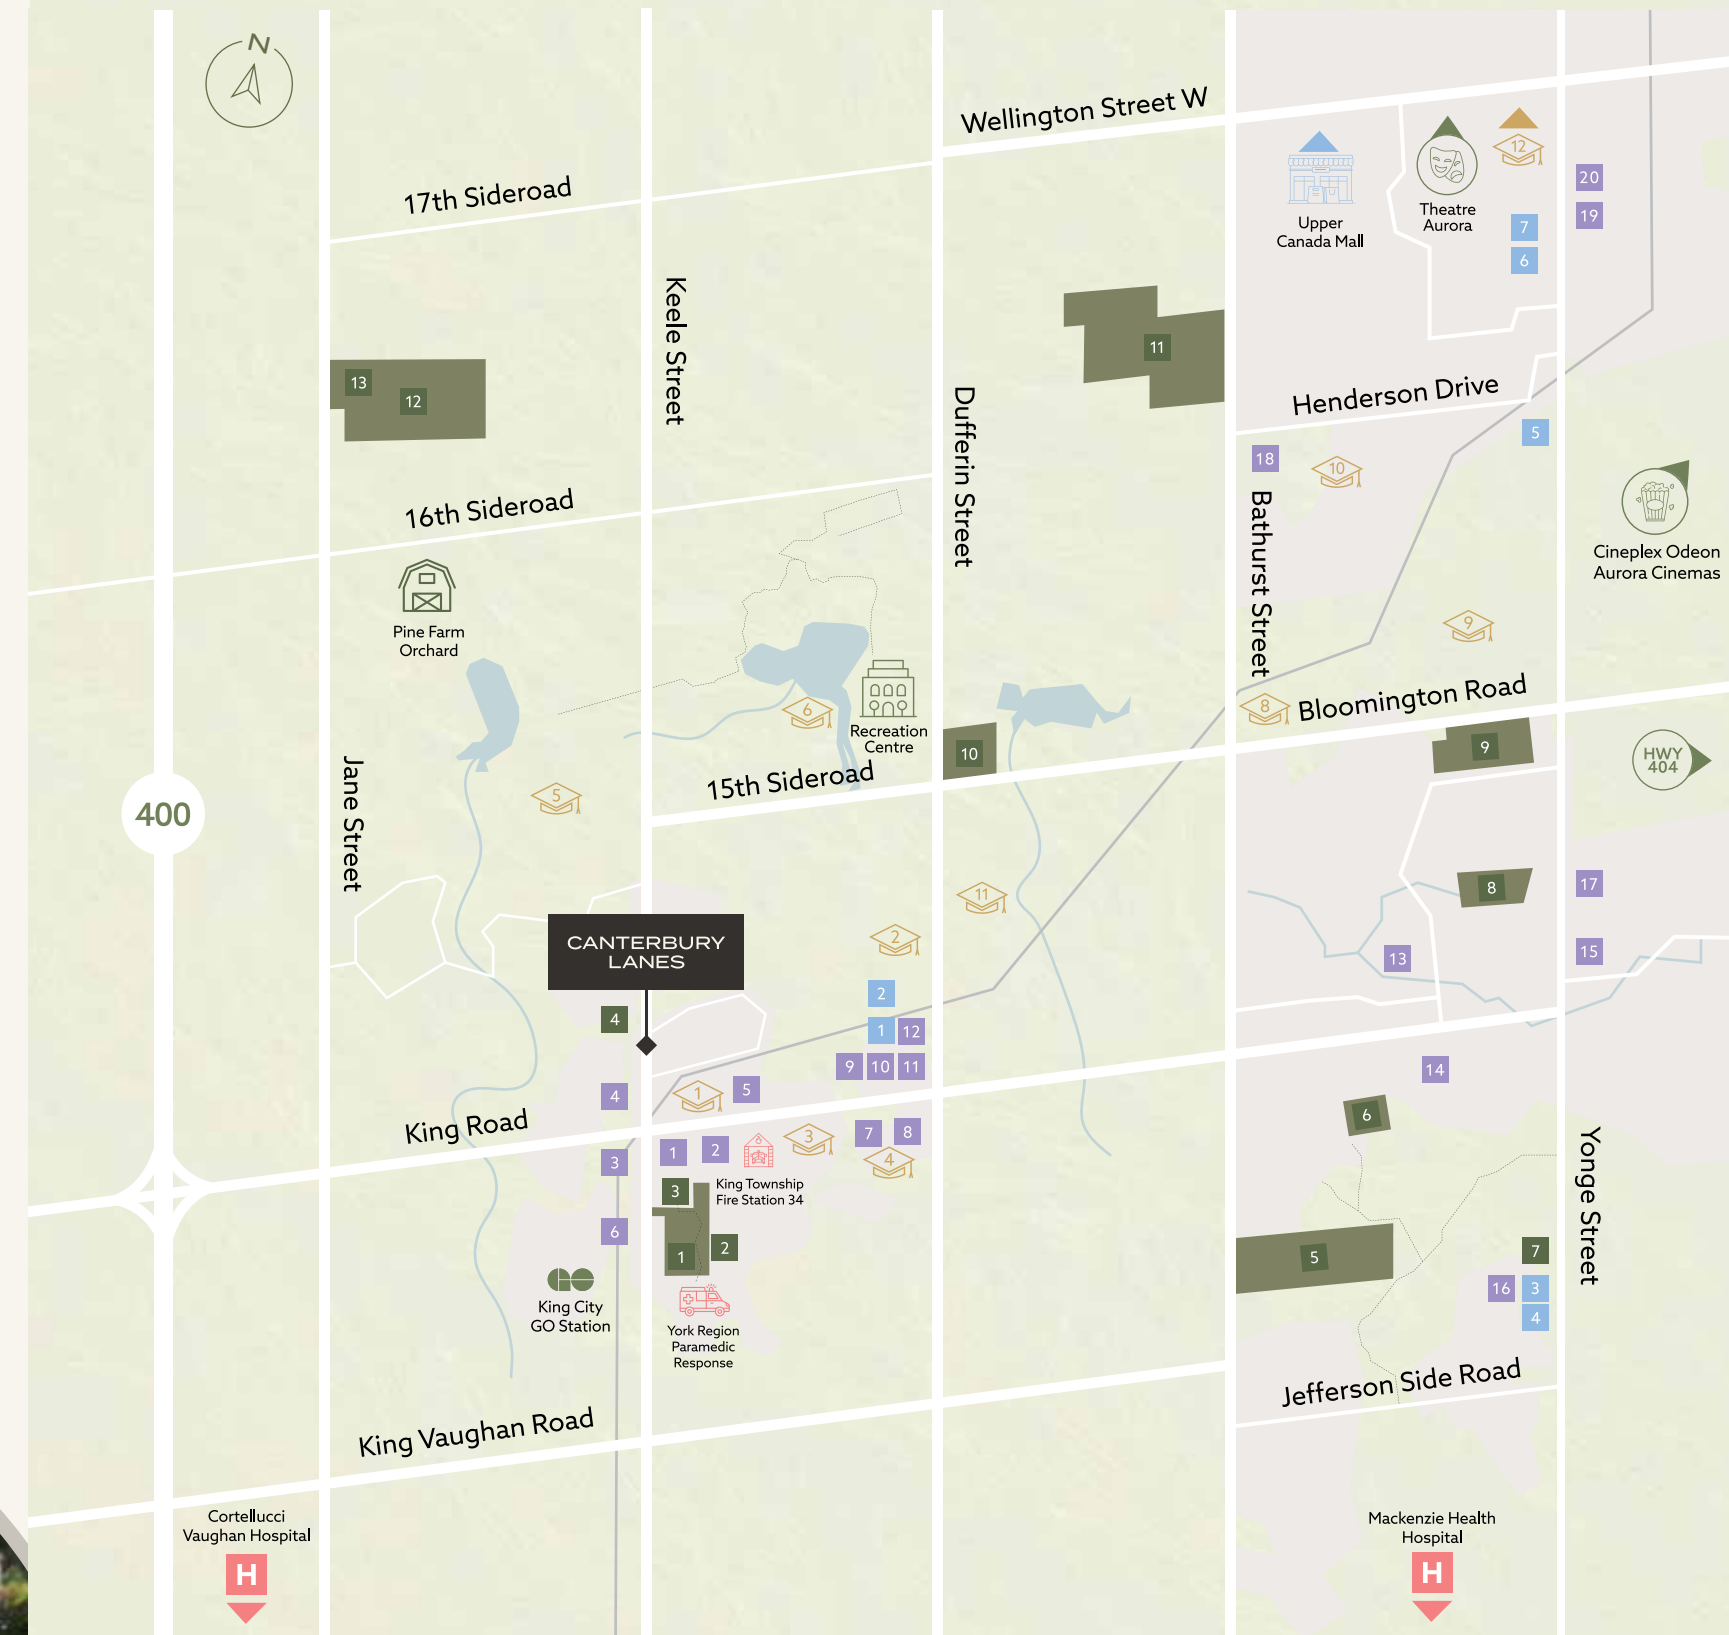 N
Wellington Street W
12
20
17th Sideroad
19
Theatre
Aurora
Upper
Canada Mall
7
6
Keele Street
11
13
12
Henderson Drive
Dufferin Street
5
18
10
16th Sideroad
Bathurst Street
Cineplex Odeon
Aurora Cinemas
Pine Farm
Orchard
9
8
Bloomington Road
6
Recreation
Centre
10
9
HWY
404
15th Sideroad
5
400
Jane Street
11
8
17
2
CANTERBURY
LANES
13
15
2
4
1
12
9
10
11
14
4
1
5
6
King Road
7
8
3
1
2
3
4
King Township
Fire Station 34
3
Yonge Street
6
2
1
5
7
16
3
4
King City
GO Station
York Region
Paramedic
Response
Jefferson Side Road
King Vaughan Road
Cortellucci
Vaughan Hospital
H
Mackenzie Health
Hospital
H